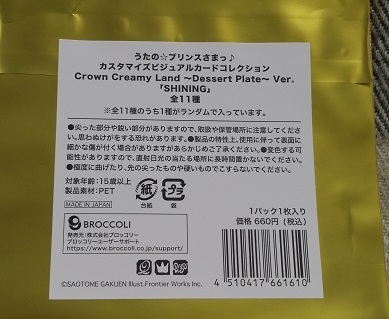 うたの☆プリンスさまっ♪
カスタマイズビジュアルカードコレクション
Crown Creamy Land ～Dessert Plate～ Ver.
「SHINING」
全11種
※全11種のうち1種がランダムで入っています。
●尖った部分や鋭い部分がありますので、取扱や保管場所に注意してくださ
い。思わぬけがをする恐れがあります。●製品の特性上、使用に伴って表面に
細かな傷が付く場合がありますがあらかじめご了承ください。●変色する可能
性がありますので、直射日光の当たる場所に長時間置かないでください。
●極度に曲げたり、先の尖ったものや硬いものでこすらないでください。
対象年齢:15歳以上
製品素材:PET
MADE IN JAPAN
紙
台紙
プラ
袋
BROCCOLI
発売元:株式会社ブロッコリー
ブロッコリーユーザーサポート
https://www.broccoli.co.jp/support/
1パック1枚入り
価格 660円 (税込)
©SAOTOME GAKUEN Illust.Frontier Works Inc.
4 510417 661610